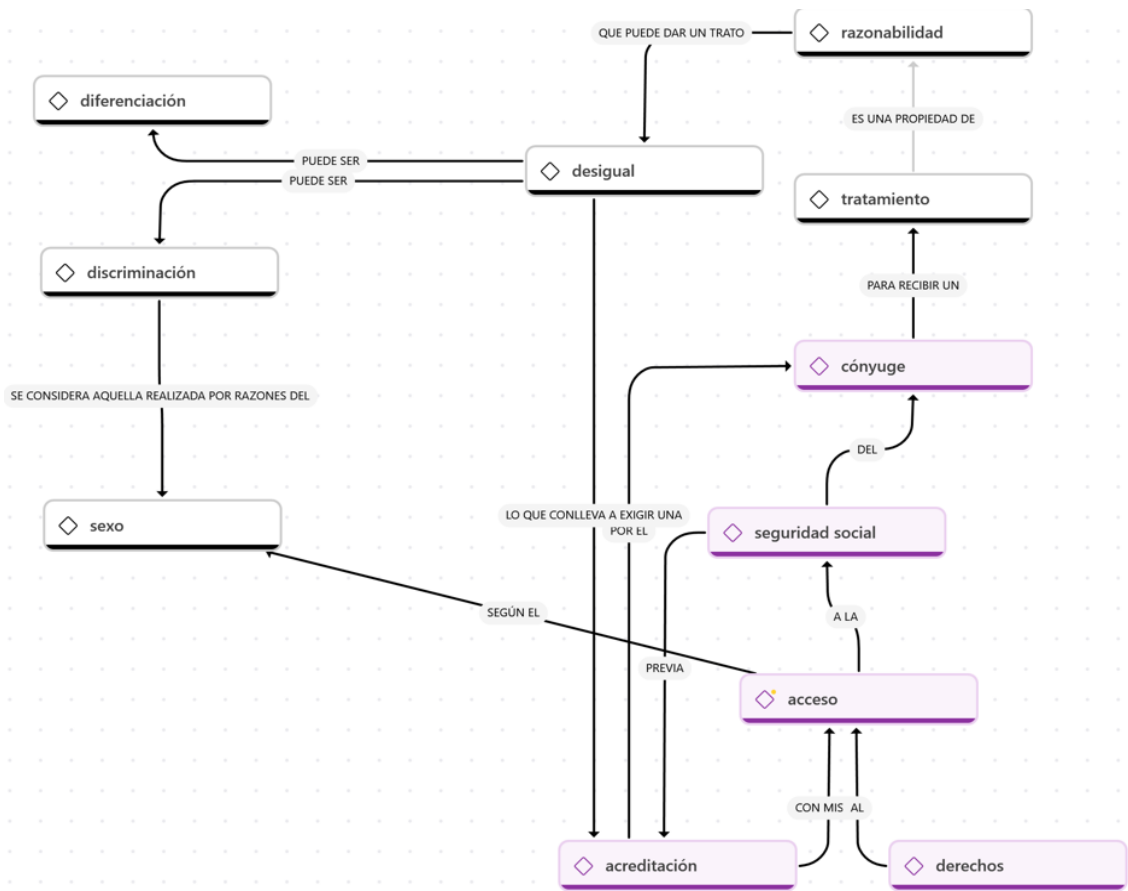 QUE PUEDE DAR UN TRATO
razonabilidad
diferenciación
ES UNA PROPIEDAD DE
PUEDE SER
desigual
PUEDE SER
tratamiento
discriminación
PARA RECIBIR UN
cónyuge
SE CONSIDERA AQUELLA REALIZADA POR RAZONES DEL
DEL
LO QUE CONLLEVA A EXIGIR UNA
sexo
POR EL
seguridad social
SEGÚN EL
A LA
PREVIA
acceso
CON MIS
AL
acreditación
derechos